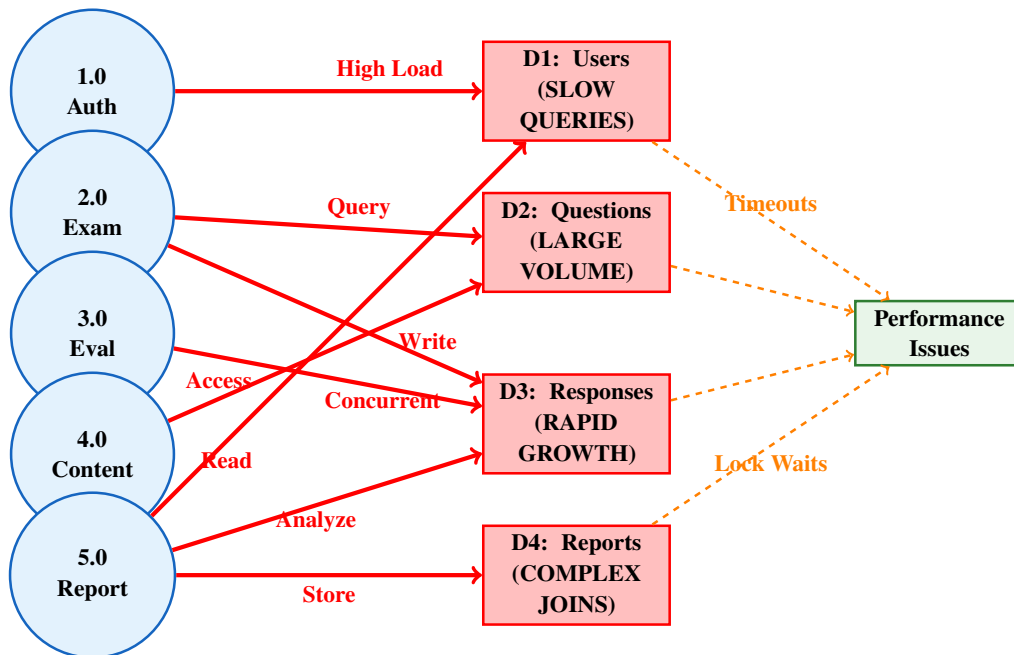 1.0
Auth
High Load
D1: Users
(SLOW
QUERIES)
2.0
Exam
Query
D2: Questions
(LARGE
VOLUME)
Timeouts
3.0
Eval
Write
Access
Concurrent
D3: Responses
(RAPID
GROWTH)
Performance
Issues
4.0
Content
Read
Lock Waits
5.0
Report
Analyze
Store
D4: Reports
(COMPLEX
JOINS)